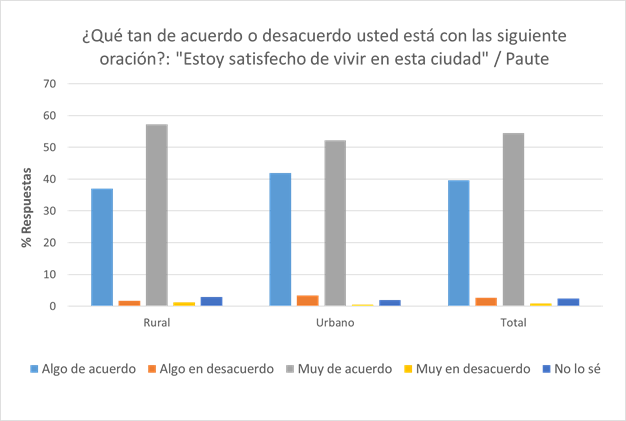 ¿Qué tan de acuerdo o desacuerdo usted está con las siguiente
oración?: "Estoy satisfecho de vivir en esta ciudad" / Paute
% Respuestas
70
60
50
40
30
20
10
0
Rural
Urbano
Total
Algo de acuerdo
Algo en desacuerdo
Muy de acuerdo
Muy en desacuerdo
No lo sé